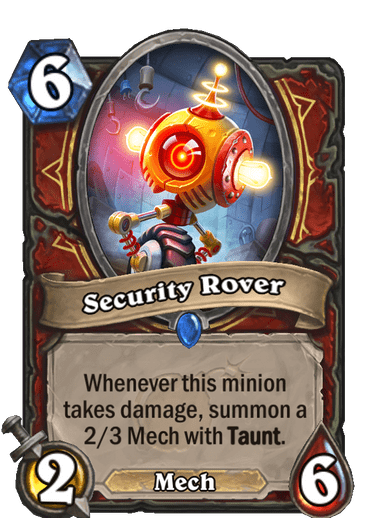 6
Security Rover
Whenever this minion
takes damage, summon a
2/3 Mech with Taunt.
2
Mech
6